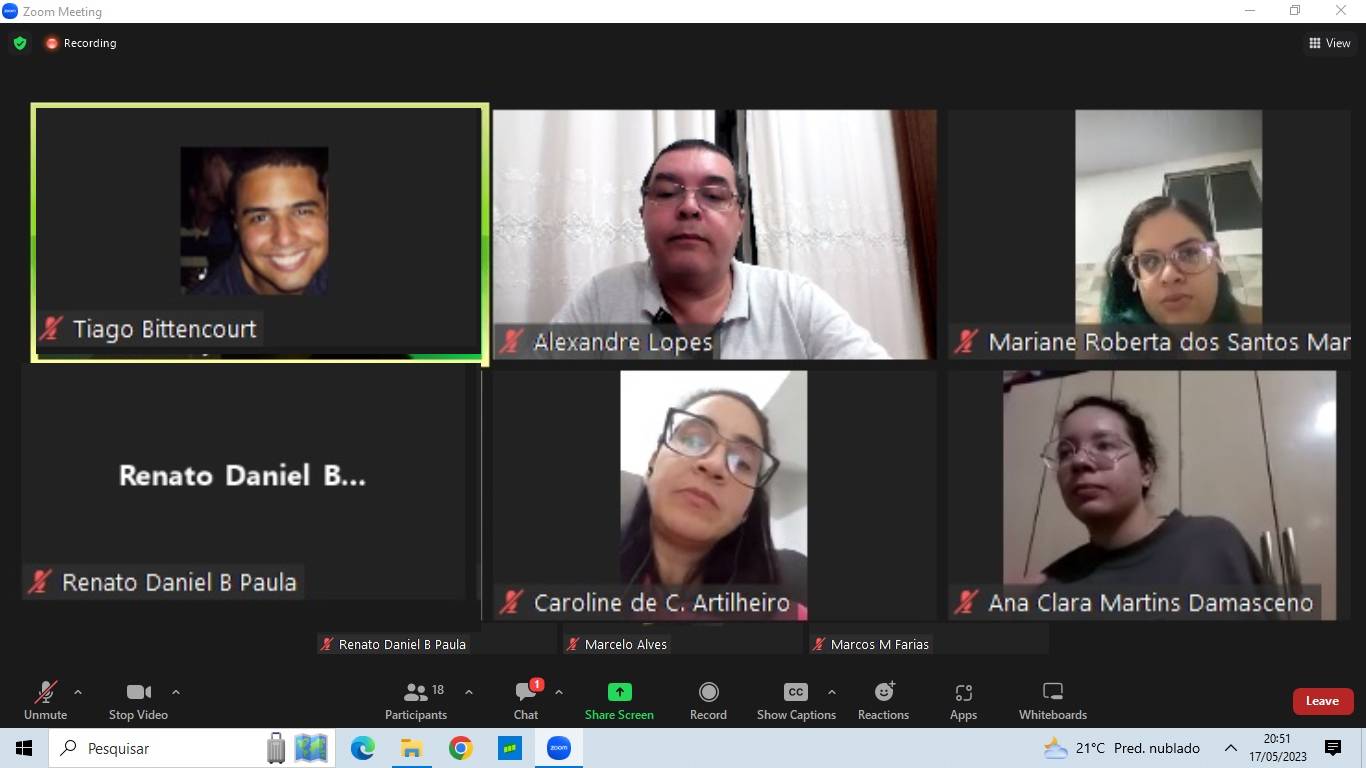 Zoom Meeting
Recording
View
Tiago Bittencourt
Alexandre Lopes
Mariane Roberta dos Santos Mar
Renato Daniel B...
Renato Daniel B Paula
Caroline de C. Artilheiro
Ana Clara Martins Damasceno
Renato Daniel B Paula
Marcelo Alves
Marcos M Farias
Unmute
Stop Video
18
Participants
1
Chat
Share Screen
Record
CC
Show Captions
Reactions
Apps
Whiteboards
Leave
Pesquisar
zoom
21°C Pred. nublado
20:51
17/05/2023